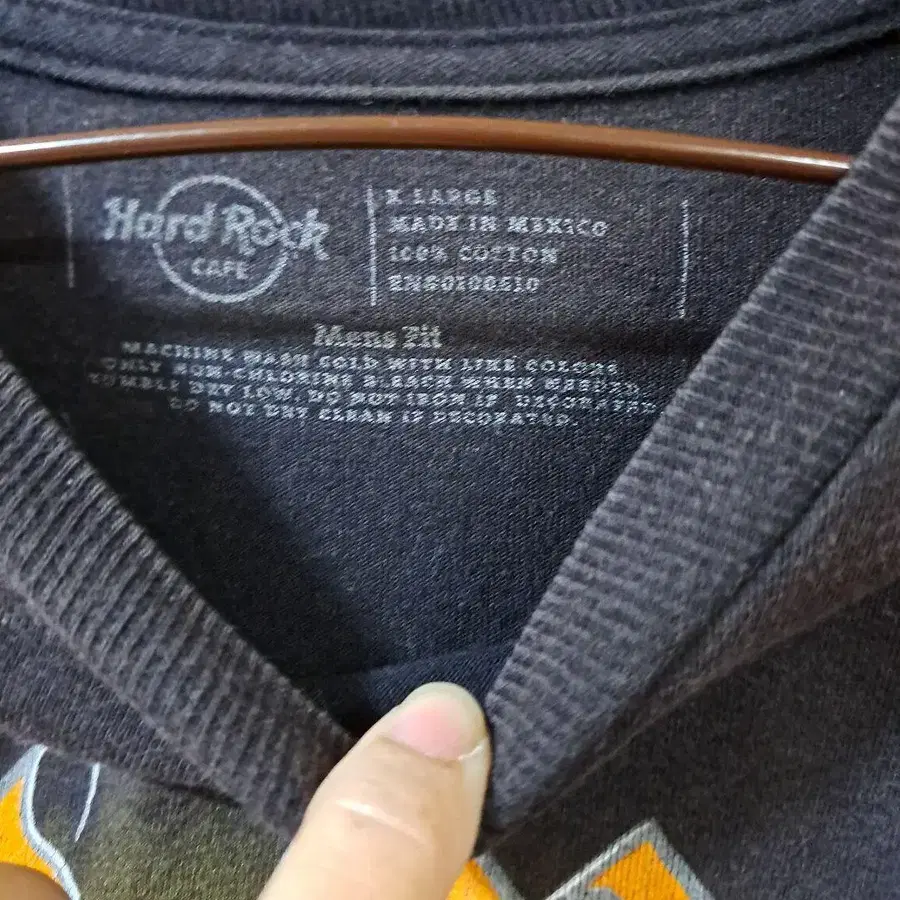 Hard Rock
CAFE
X LARGE
MADE IN MEXICO
100% COTTON
Mens Fit
MACHINE WASH COLD WITH LIKE COLORS
ONLY NON-CHLORINE BLEACH WHEN NEEDED.
TUMBLE DRY LOW. DO NOT IRON IF DECORATED
DO NOT DRY CLEAN IF DECORATED.